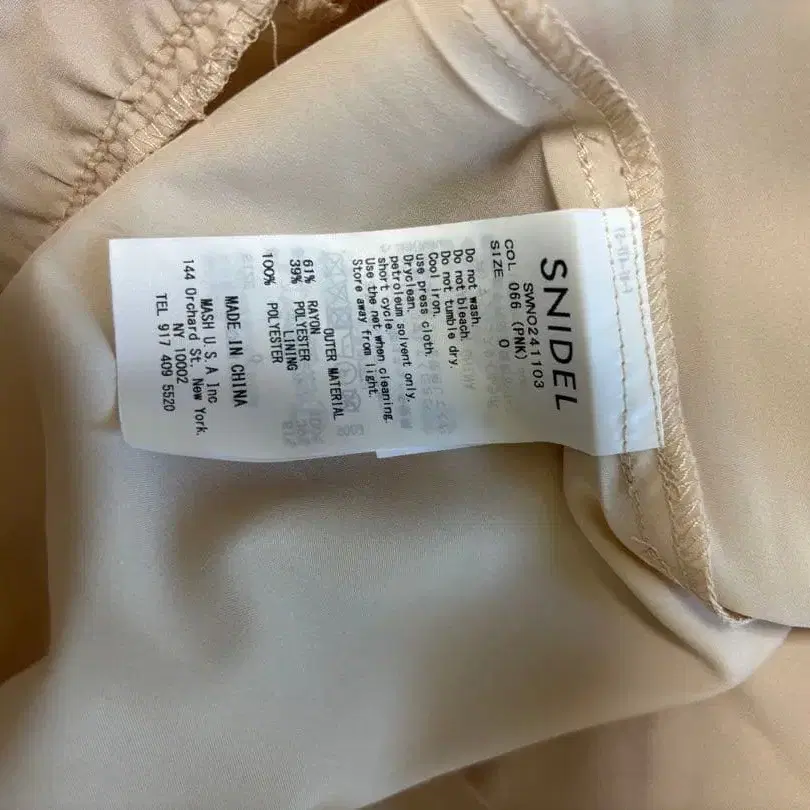 SNIDEL
SWNO241103
COL 066 (PNK)
SIZE 0
Do not wash.
Do not bleach.
Do not tumble dry.
Cool iron.
use press cloth.
Dryclean.
petroleum solvent only.
short cycle.
Use the net when cleaning.
Store away from light.
OUTER MATERIAL
61% RAYON
39% POLYESTER
LINING
100% POLYESTER
MADE IN CHINA
MASH U.S.A Inc
144 Orchard St, New York,
NY 10002
TEL 917 409 5520